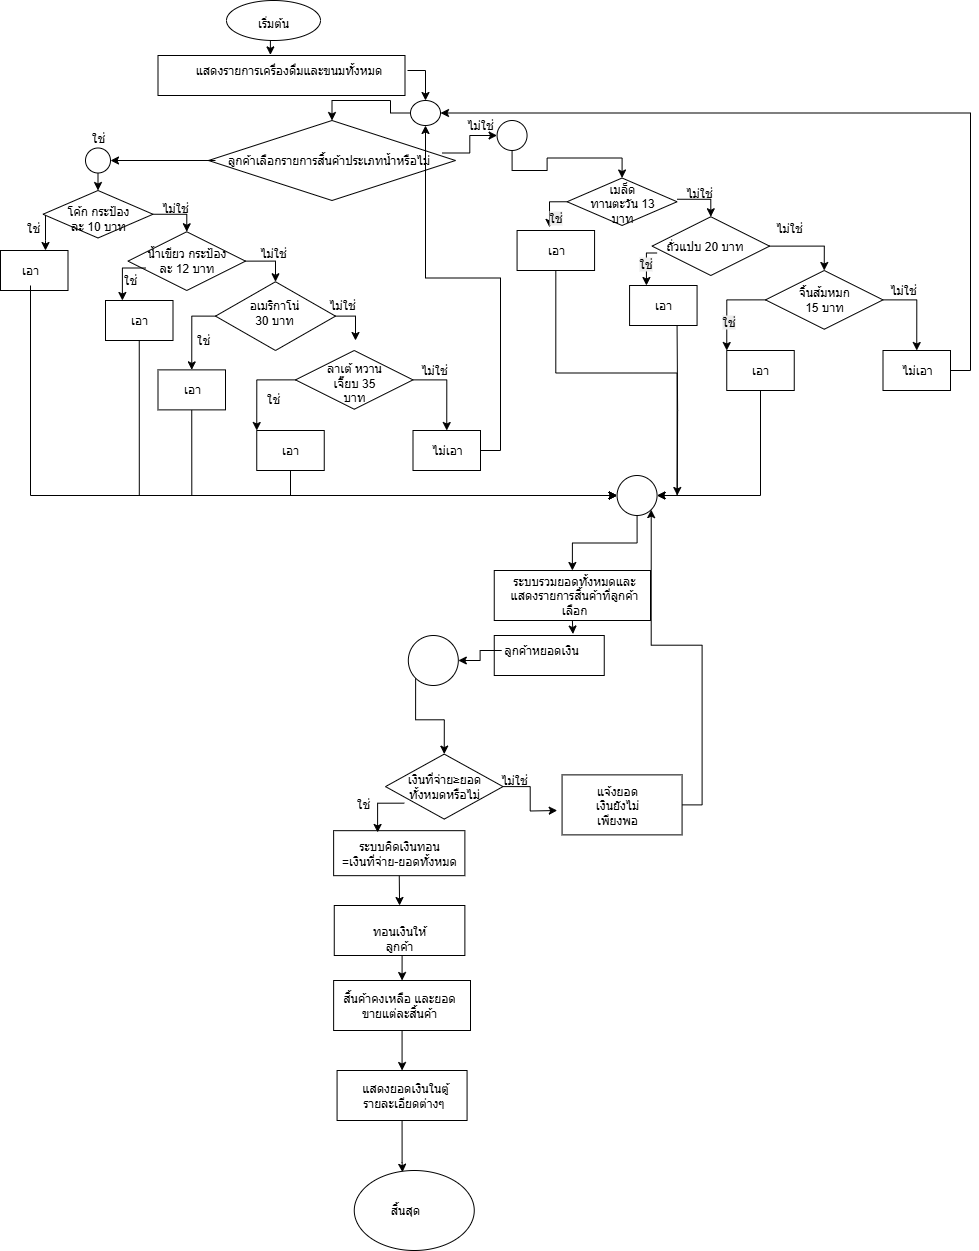 เริ่มต้น
แสดงรายการเครื่องดื่มและขนมทั้งหมด
ไม่ใช่
ใช่
ลูกค้าเลือกรายการสิ้นค้าประเภทน้ำหรือไม่
โค้ก กระป๋อง
ละ 10 บาท
ไม่ใช่
ใช่
เอา
น้ำเขียว กระป๋อง
ละ 12 บาท
ไม่ใช่
ใช่
เอา
อเมริกาโน่
30 บาท
ไม่ใช่
ใช่
เอา
ลาเต้ หวาน
เจี๊ยบ 35
บาท
ไม่ใช่
ใช่
เอา
ไม่เอา
เมล็ด
ทานตะวัน 13
บาท
ไม่ใช่
ใช่
เอา
ถั่วแปบ 20 บาท
ไม่ใช่
ใช่
เอา
จิ้นส้มหมก
15 บาท
ไม่ใช่
ใช่
เอา
ไม่เอา
ระบบรวมยอดทั้งหมดและ
แสดงรายการสิ้นค้าที่ลูกค้า
เลือก
ลูกค้าหยอดเงิน
เงินที่จ่าย≥ยอด
ทั้งหมดหรือไม่
ไม่ใช่
ใช่
แจ้งยอด
เงินยังไม่
เพียงพอ
ระบบคิดเงินทอน
=เงินที่จ่าย-ยอดทั้งหมด
ทอนเงินให้
ลูกค้า
สิ้นค้าคงเหลือ และยอด
ขายแต่ละสิ้นค้า
แสดงยอดเงินในตู้
รายละเอียดต่างๆ
สิ้นสุด